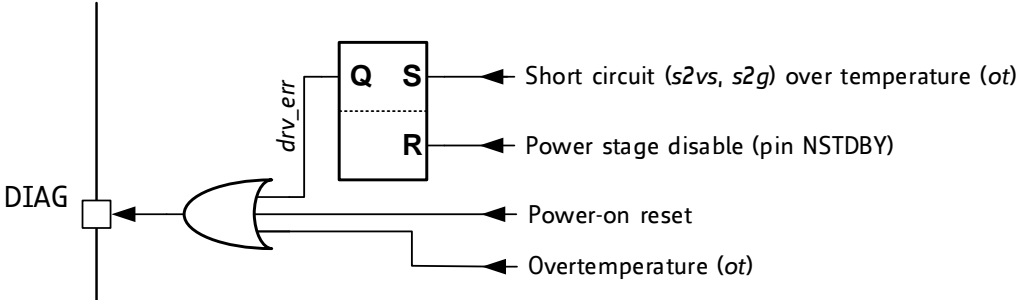 Q S Short circuit (s2vs, s2g) over temperature (ot)
drv_err
R Power stage disable (pin NSTDBY)
DIAG
Power-on reset
Overtemperature (ot)